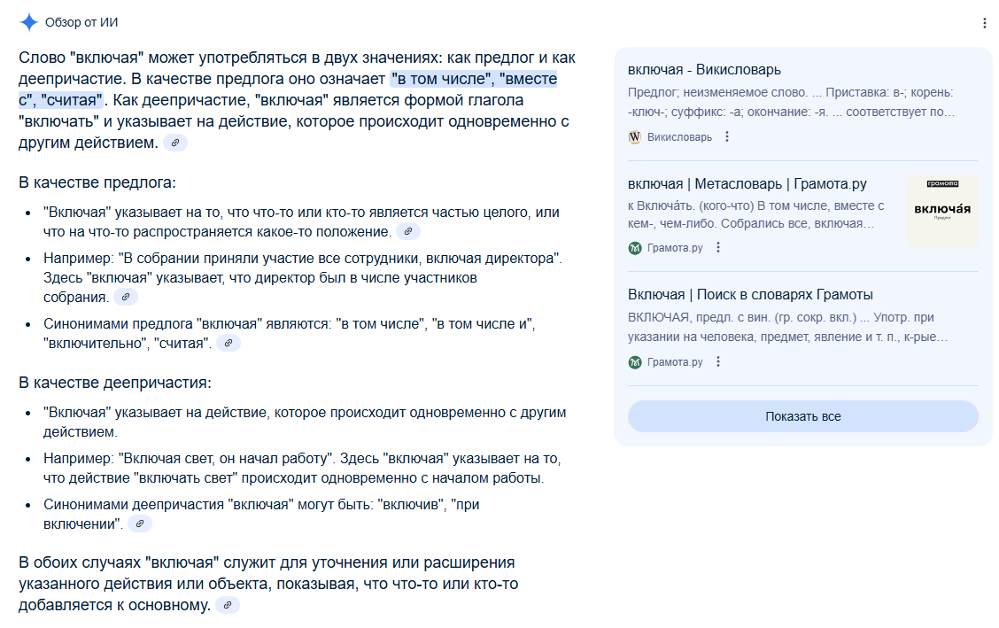 Обзор от ИИ
Слово "включая" может употребляться в двух значениях: как предлог и как
деепричастие. В качестве предлога оно означает "в том числе", "вместе
с", "считая". Как деепричастие, "включая" является формой глагола
"включать" и указывает на действие, которое происходит одновременно с
другим действием.
В качестве предлога:
"Включая" указывает на то, что что-то или кто-то является частью целого, или
что на что-то распространяется какое-то положение.
Например: "В собрании приняли участие все сотрудники, включая директора".
Здесь "включая" указывает, что директор был в числе участников
собрания.
Синонимами предлога "включая" являются: "в том числе", "в том числе и",
"включительно", "считая".
В качестве деепричастия:
"Включая" указывает на действие, которое происходит одновременно с другим
действием.
Например: "Включая свет, он начал работу". Здесь "включая" указывает на то,
что действие "включать свет" происходит одновременно с началом работы.
Синонимами деепричастия "включая" могут быть: "включив", "при
включении".
В обоих случаях "включая" служит для уточнения или расширения
указанного действия или объекта, показывая, что что-то или кто-то
добавляется к основному.
включая - Викисловарь
Предлог; неизменяемое слово. ... Приставка: в-; корень:
-ключ-; суффикс: -а; окончание: -я. ... соответствует по...
W Викисловарь
включая | Метасловарь | Грамота.ру
к Включа́ть. (кого-что) В том числе, вместе с
кем-, чем-либо. Собрались все, включая...
Грамота.ру
грамота
включа́я
Предлог
Включая | Поиск в словарях Грамоты
ВКЛЮЧАЯ, предл. с вин. (гр. сокр. вкл.) ... Употр. при
указании на человека, предмет, явление и т. п., к-рые...
Грамота.ру
Показать все